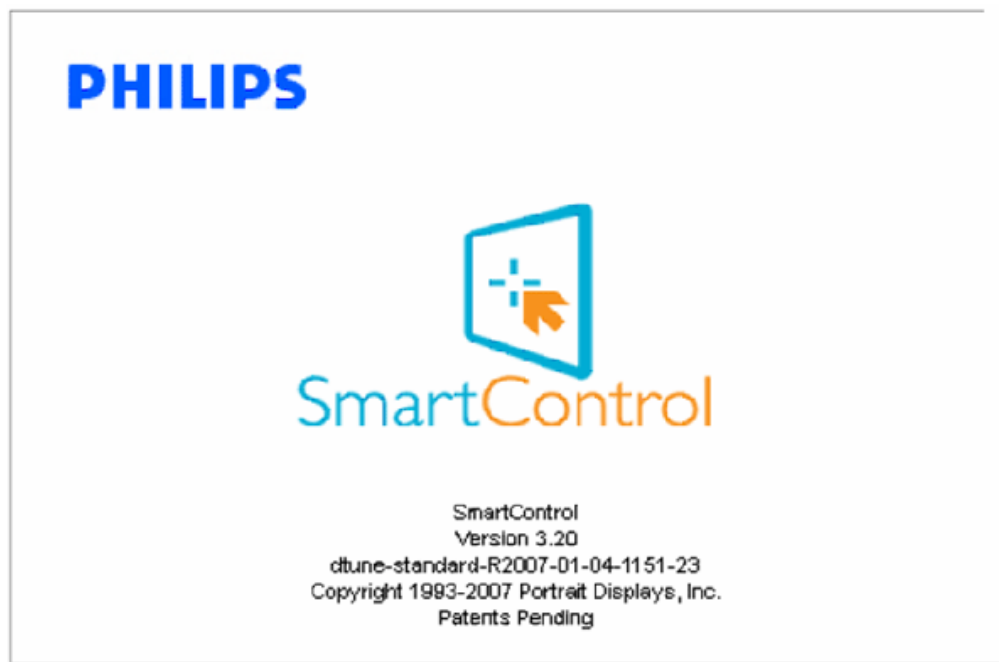 PHILIPS
SmartControl
SmartControl
Version 3.20
dtune-standard-R2007-01-04-1151-23
Copyright 1993-2007 Portrait Displays, Inc.
Patents Pending